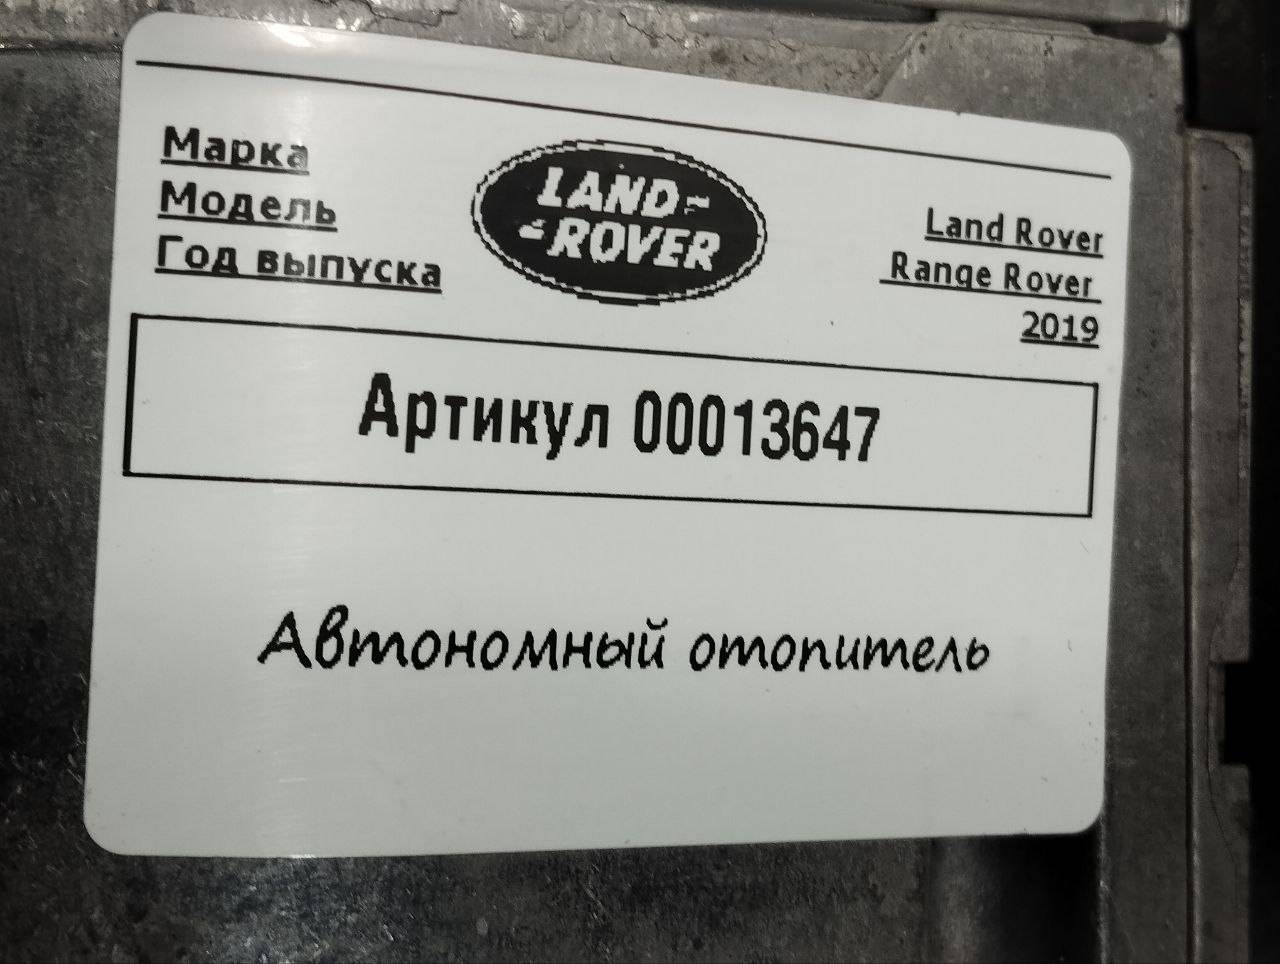 Марка
Модель
Год выпуска
LAND-
-ROVER
Land Rover
Range Rover
2019
Артикул 00013647
Автономный отопитель